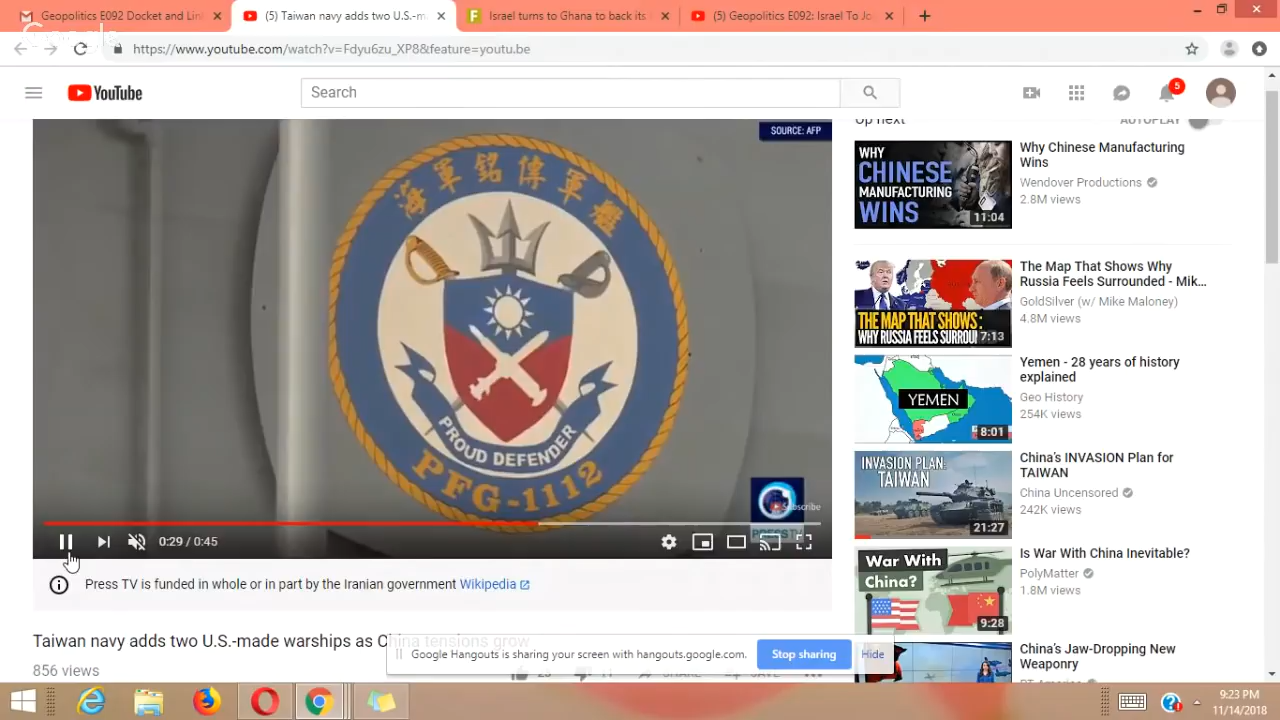 Geopolitics E092 Docket and Lin
(5) Taiwan navy adds two U.S.-m
Israel turns to Ghana to back its
(5) Geopolitics E092: Israel To Jo
https://www.youtube.com/watch?v=Fdyu6zu_XP8&feature=youtu.be
YouTube
Search
5
SOURCE: AFP
海軍銘傳軍艦
PROUD DEFENDER
PFG-1112
Subscribe
PRESSTV
0:29 / 0:45
Press TV is funded in whole or in part by the Iranian government Wikipedia
Taiwan navy adds two U.S.-made warships as China tensions grow
856 views
SHARE
SAVE
Google Hangouts is sharing your screen with hangouts.google.com.
Stop sharing
Hide
Up next
AUTOPLAY
WHY
CHINESE
MANUFACTURING
WINS
11:04
Why Chinese Manufacturing
Wins
Wendover Productions
2.8M views
THE MAP THAT SHOWS:
WHY RUSSIA FEELS SURROU
7:13
The Map That Shows Why
Russia Feels Surrounded - Mik...
GoldSilver (w/ Mike Maloney)
4.8M views
YEMEN
8:01
Yemen - 28 years of history
explained
Geo History
254K views
INVASION PLAN:
TAIWAN
21:27
China's INVASION Plan for
TAIWAN
China Uncensored
242K views
War With
China?
9:28
Is War With China Inevitable?
PolyMatter
1.8M views
China's Jaw-Dropping New
Weaponry
RT America
9:23 PM
11/14/2018